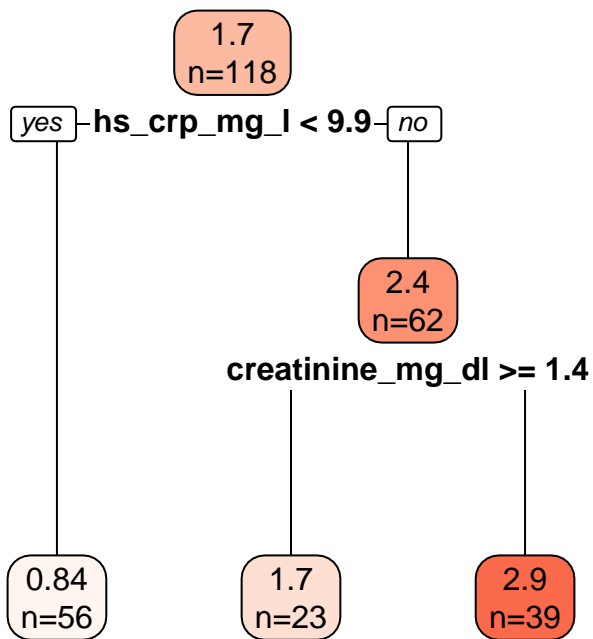 1.7
n=118
yes hs_crp_mg_l < 9.9 no
2.4
n=62
creatinine_mg_dl >= 1.4
0.84
n=56
1.7
n=23
2.9
n=39